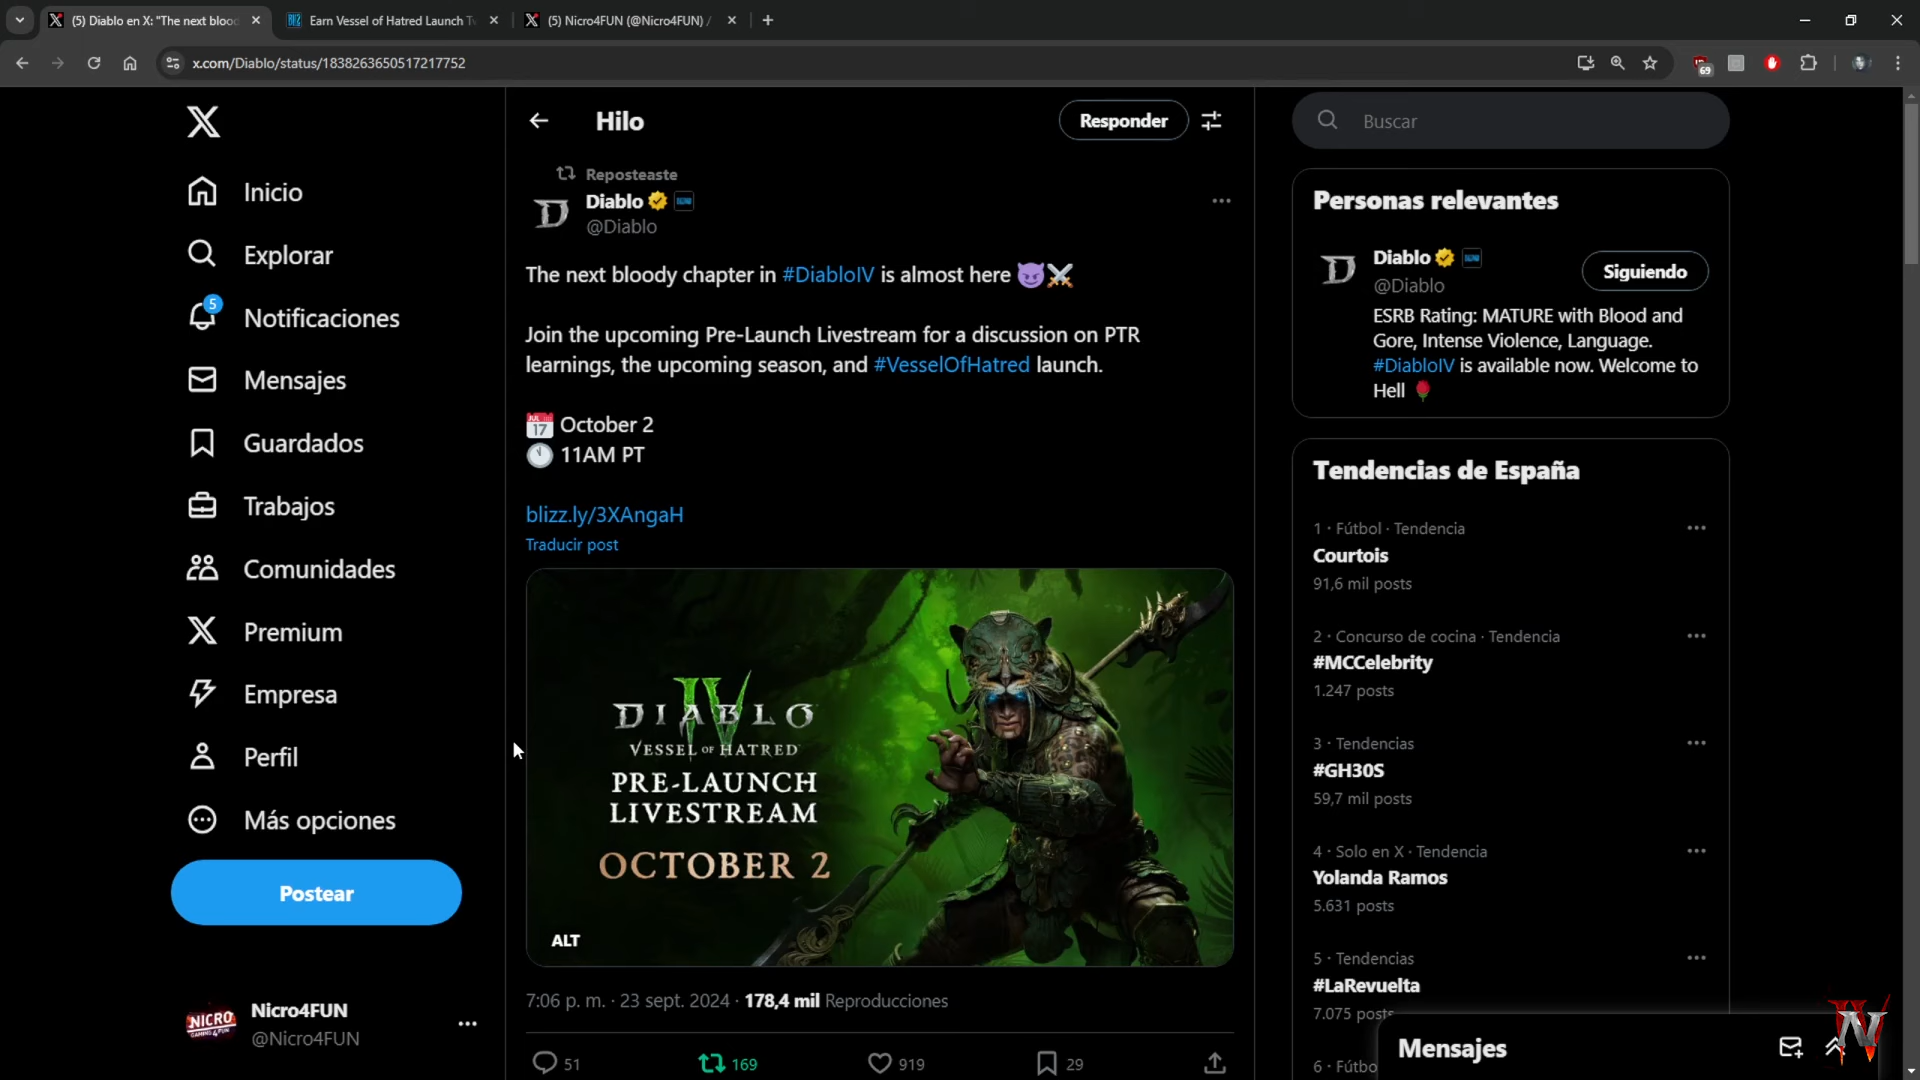 (5) Diablo en X: "The next blood
Earn Vessel of Hatred Launch Tw
(5) Nicro4FUN (@Nicro4FUN) /
x.com/Diablo/status/1838263650517217752
69
Inicio
Explorar
5
Notificaciones
Mensajes
Guardados
Trabajos
Comunidades
Premium
Empresa
Perfil
Más opciones
Postear
NICRO
Nicro4FUN
@Nicro4FUN
Hilo
Responder
Reposteaste
Diablo
@Diablo
The next bloody chapter in #DiabloIV is almost here 😈⚔️
Join the upcoming Pre-Launch Livestream for a discussion on PTR
learnings, the upcoming season, and #VesselOfHatred launch.
📅 October 2
🕚 11AM PT
blizz.ly/3XAngaH
Traducir post
DIABLO IV
VESSEL OF HATRED
PRE-LAUNCH
LIVESTREAM
OCTOBER 2
ALT
7:06 p. m. · 23 sept. 2024 · 178,4 mil Reproducciones
51
169
919
29
Buscar
Personas relevantes
Diablo
@Diablo
Siguiendo
ESRB Rating: MATURE with Blood and
Gore, Intense Violence, Language.
#DiabloIV is available now. Welcome to
Hell 🌹
Tendencias de España
1 · Fútbol · Tendencia
Courtois
91,6 mil posts
2 · Concurso de cocina · Tendencia
#MCCelebrity
1.247 posts
3 · Tendencias
#GH30S
59,7 mil posts
4 · Solo en X · Tendencia
Yolanda Ramos
5.631 posts
5 · Tendencias
#LaRevuelta
7.075 posts
6 · Fútbo
Mensajes